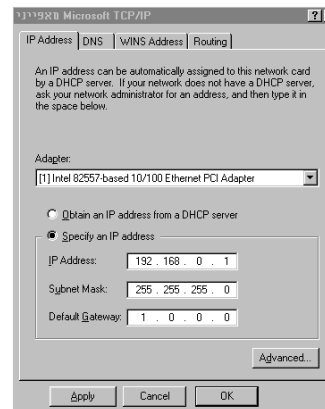 מאפייני Microsoft TCP/IP
IP Address DNS WINS Address Routing
An IP address can be automatically assigned to this network card
by a DHCP server. If your network does not have a DHCP server,
ask your network administrator for an address, and then type it in
the space below.
Adapter:
[1] Intel 82557-based 10/100 Ethernet PCI Adapter
Obtain an IP address from a DHCP server
Specify an IP address
IP Address: 192 . 168 . 0 . 1
Subnet Mask: 255 . 255 . 255 . 0
Default Gateway: 1 . 0 . 0 . 0
Advanced...
Apply Cancel OK